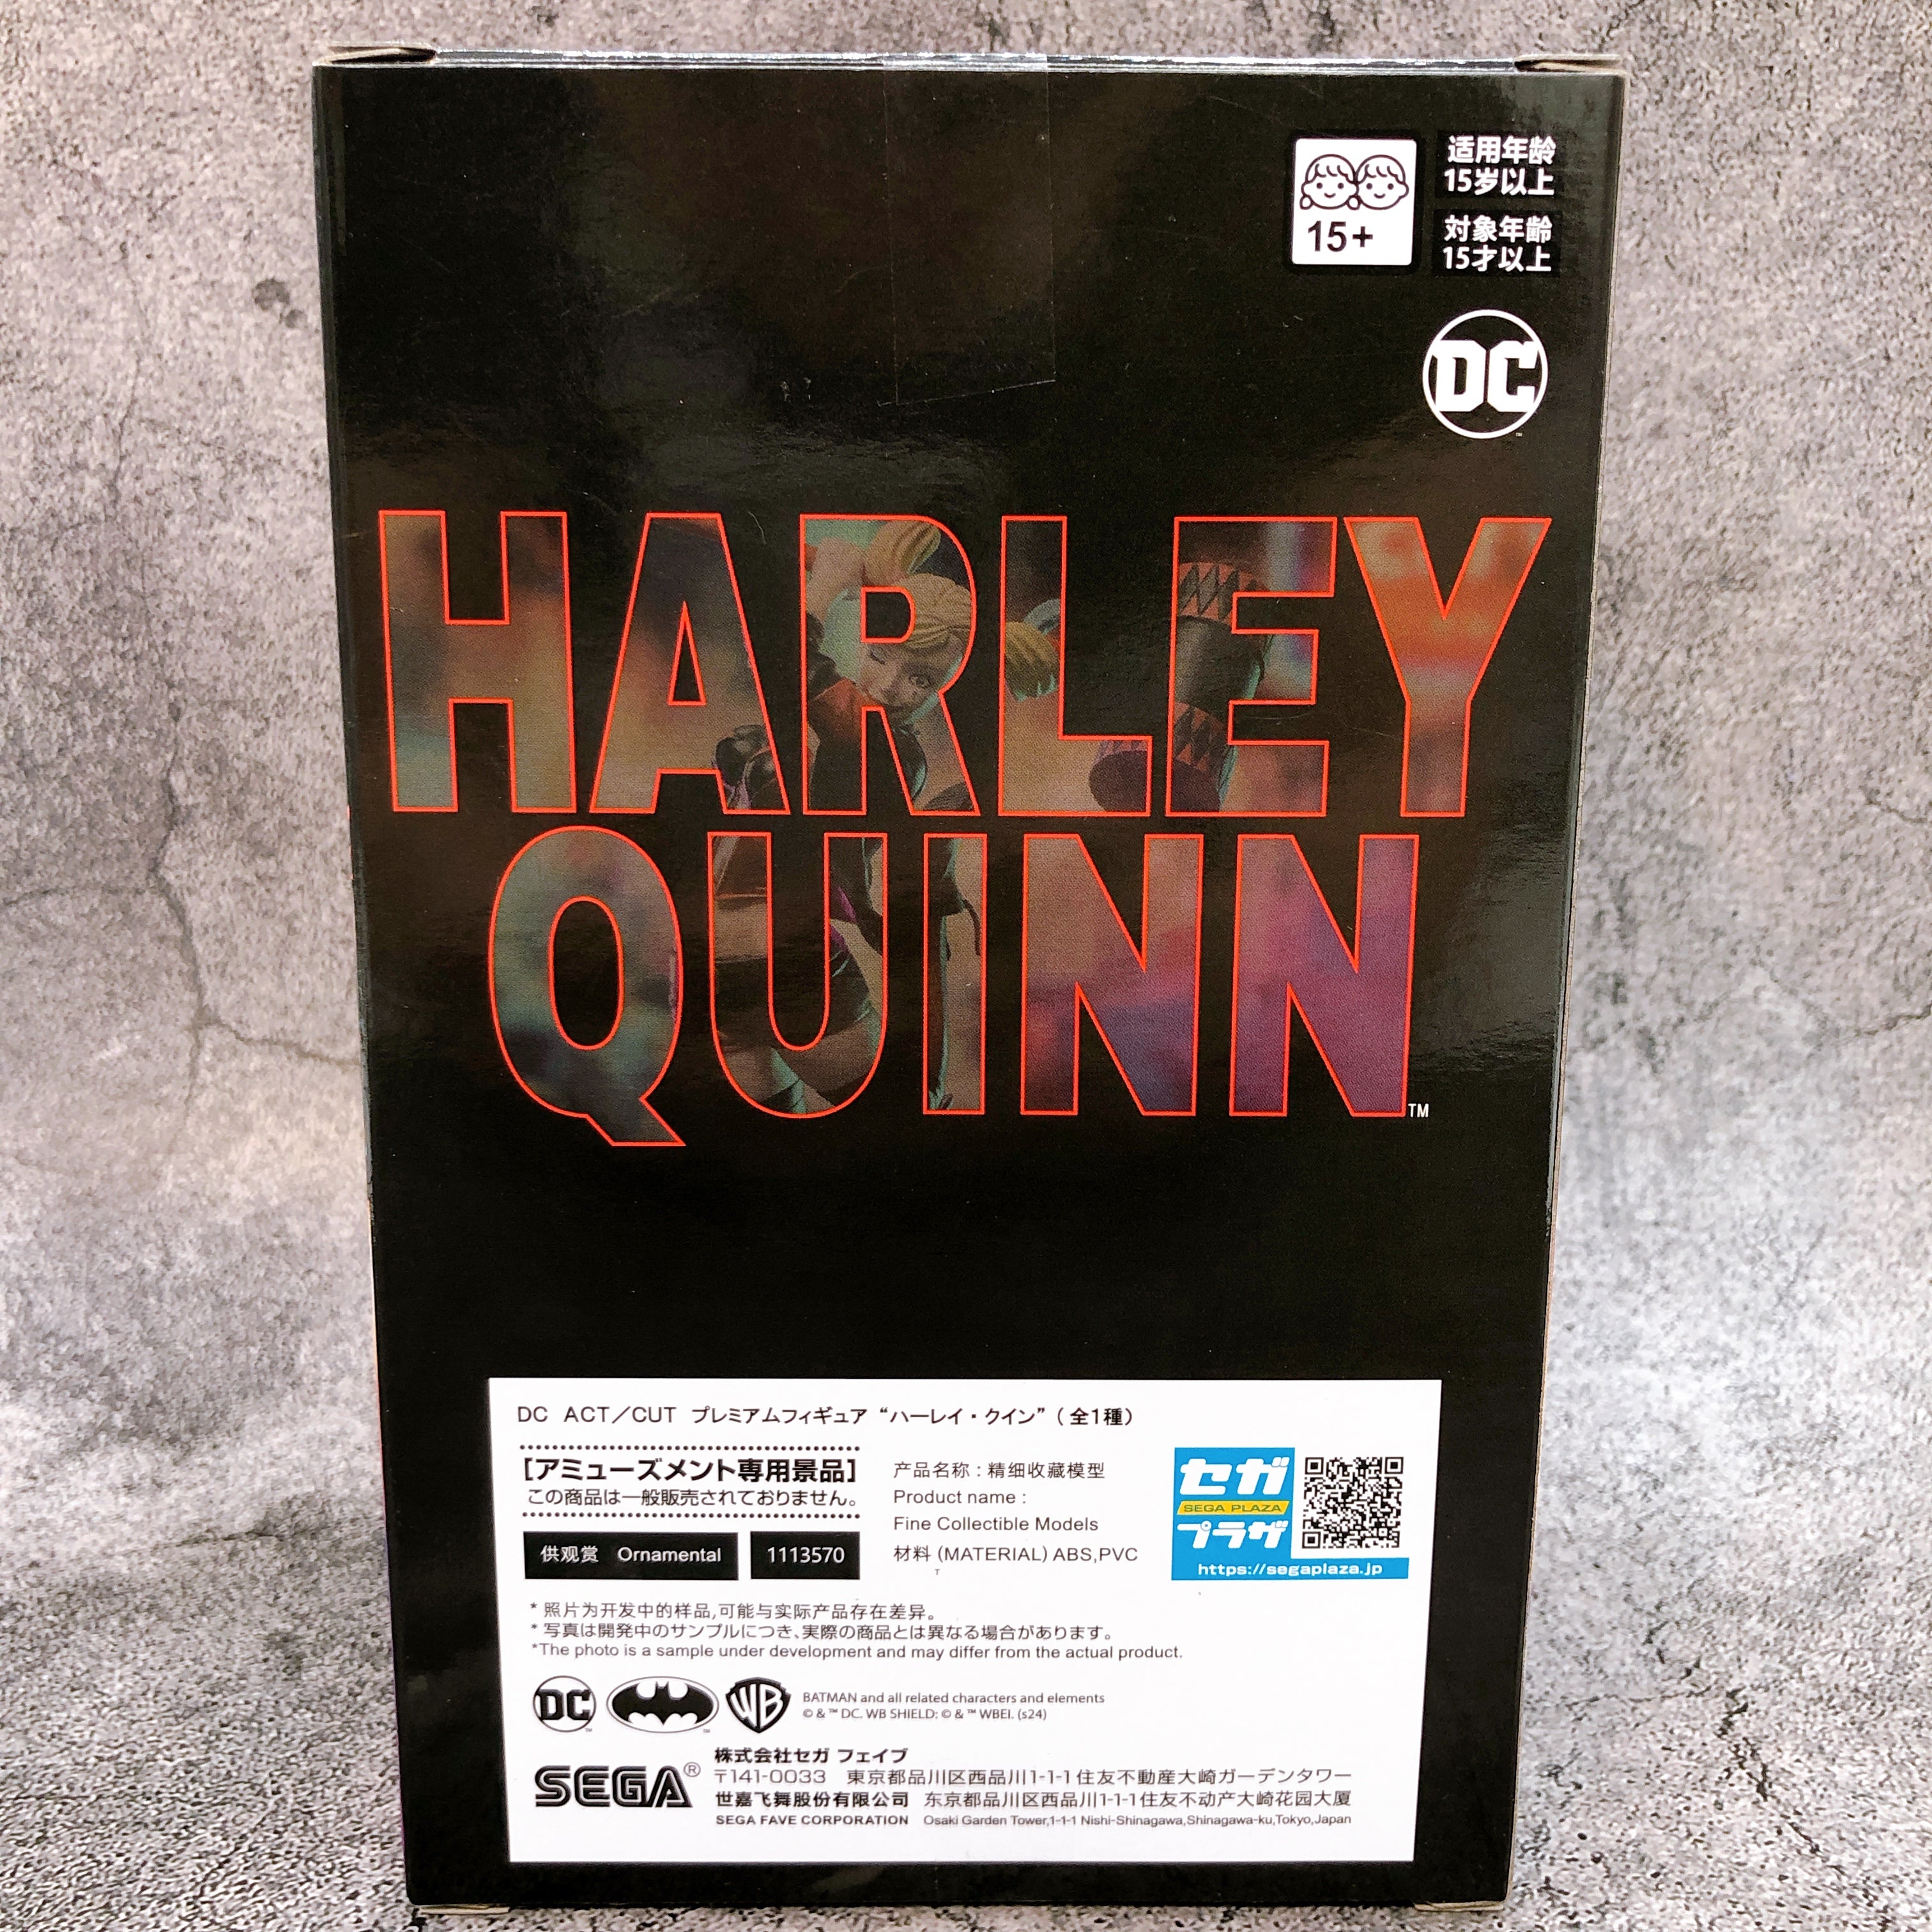 适用年龄
15岁以上
15+
対象年齢
15才以上
DC
HARLEY
QUINN™
DC ACT／CUT プレミアムフィギュア “ハーレイ・クイン”（全1種）
［アミューズメント専用景品］
この商品は一般販売されておりません。
供观赏 Ornamental
1113570
产品名称：精细收藏模型
Product name :
Fine Collectible Models
材料 (MATERIAL) ABS,PVC
セガ
SEGA PLAZA
プラザ
https://segaplaza.jp
* 照片为开发中的样品,可能与实际产品存在差异。
* 写真は開発中のサンプルにつき、実際の商品とは異なる場合があります。
*The photo is a sample under development and may differ from the actual product.
DC
WB
BATMAN and all related characters and elements
© & ™ DC. WB SHIELD: © & ™ WBEI. (s24)
SEGA®
株式会社セガ フェイブ
〒141-0033 東京都品川区西品川1-1-1 住友不動産大崎ガーデンタワー
世嘉飞舞股份有限公司 东京都品川区西品川1-1-1住友不动产大崎花园大厦
SEGA FAVE CORPORATION Osaki Garden Tower,1-1-1 Nishi-Shinagawa,Shinagawa-ku,Tokyo,Japan